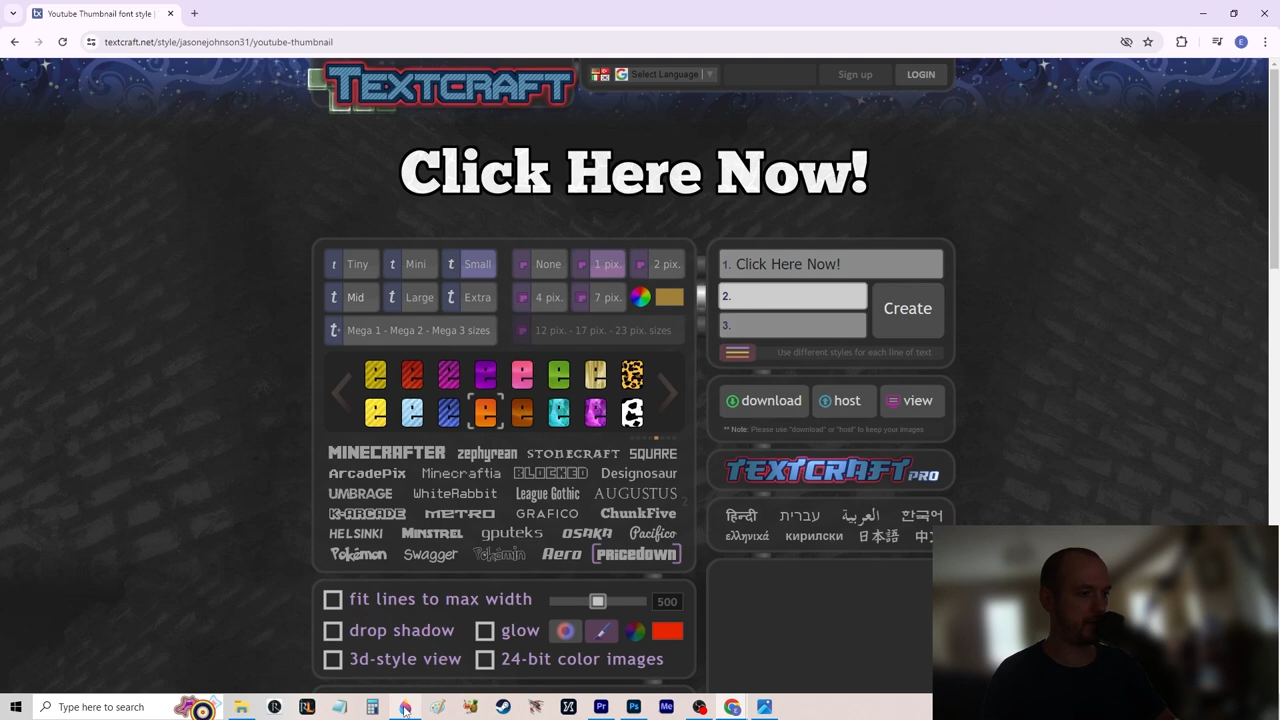 Youtube Thumbnail font style |
textcraft.net/style/jasonejohnson31/youtube-thumbnail
TEXTCRAFT
Select Language
Sign up
LOGIN
Click Here Now!
Tiny
Mini
Small
None
1 pix.
2 pix.
1. Click Here Now!
Mid
Large
Extra
4 pix.
7 pix.
2.
3.
Create
Mega 1 - Mega 2 - Mega 3 sizes
12 pix. - 17 pix. - 23 pix. sizes
Use different styles for each line of text
download
host
view
** Note: Please use "download" or "host" to keep your images
MINECRAFTER zephyrean STONECRAFT SQUARE
ArcadePix Minecraftia BLOCKED Designosaur
UMBRAGE WhiteRabbit League Gothic AUGUSTUS
K-ARCADE METRO GRAFICO ChunkFive
HELSINKI MINSTREL gputeks OSAKA Pacifico
Pokémon Swagger Pokémin Aero PRICEDOWN
TEXTCRAFT PRO
हिन्दी עברית العربية 한국어
ελληνικά кирилски 日本語
fit lines to max width 500
drop shadow glow
3d-style view 24-bit color images
Type here to search